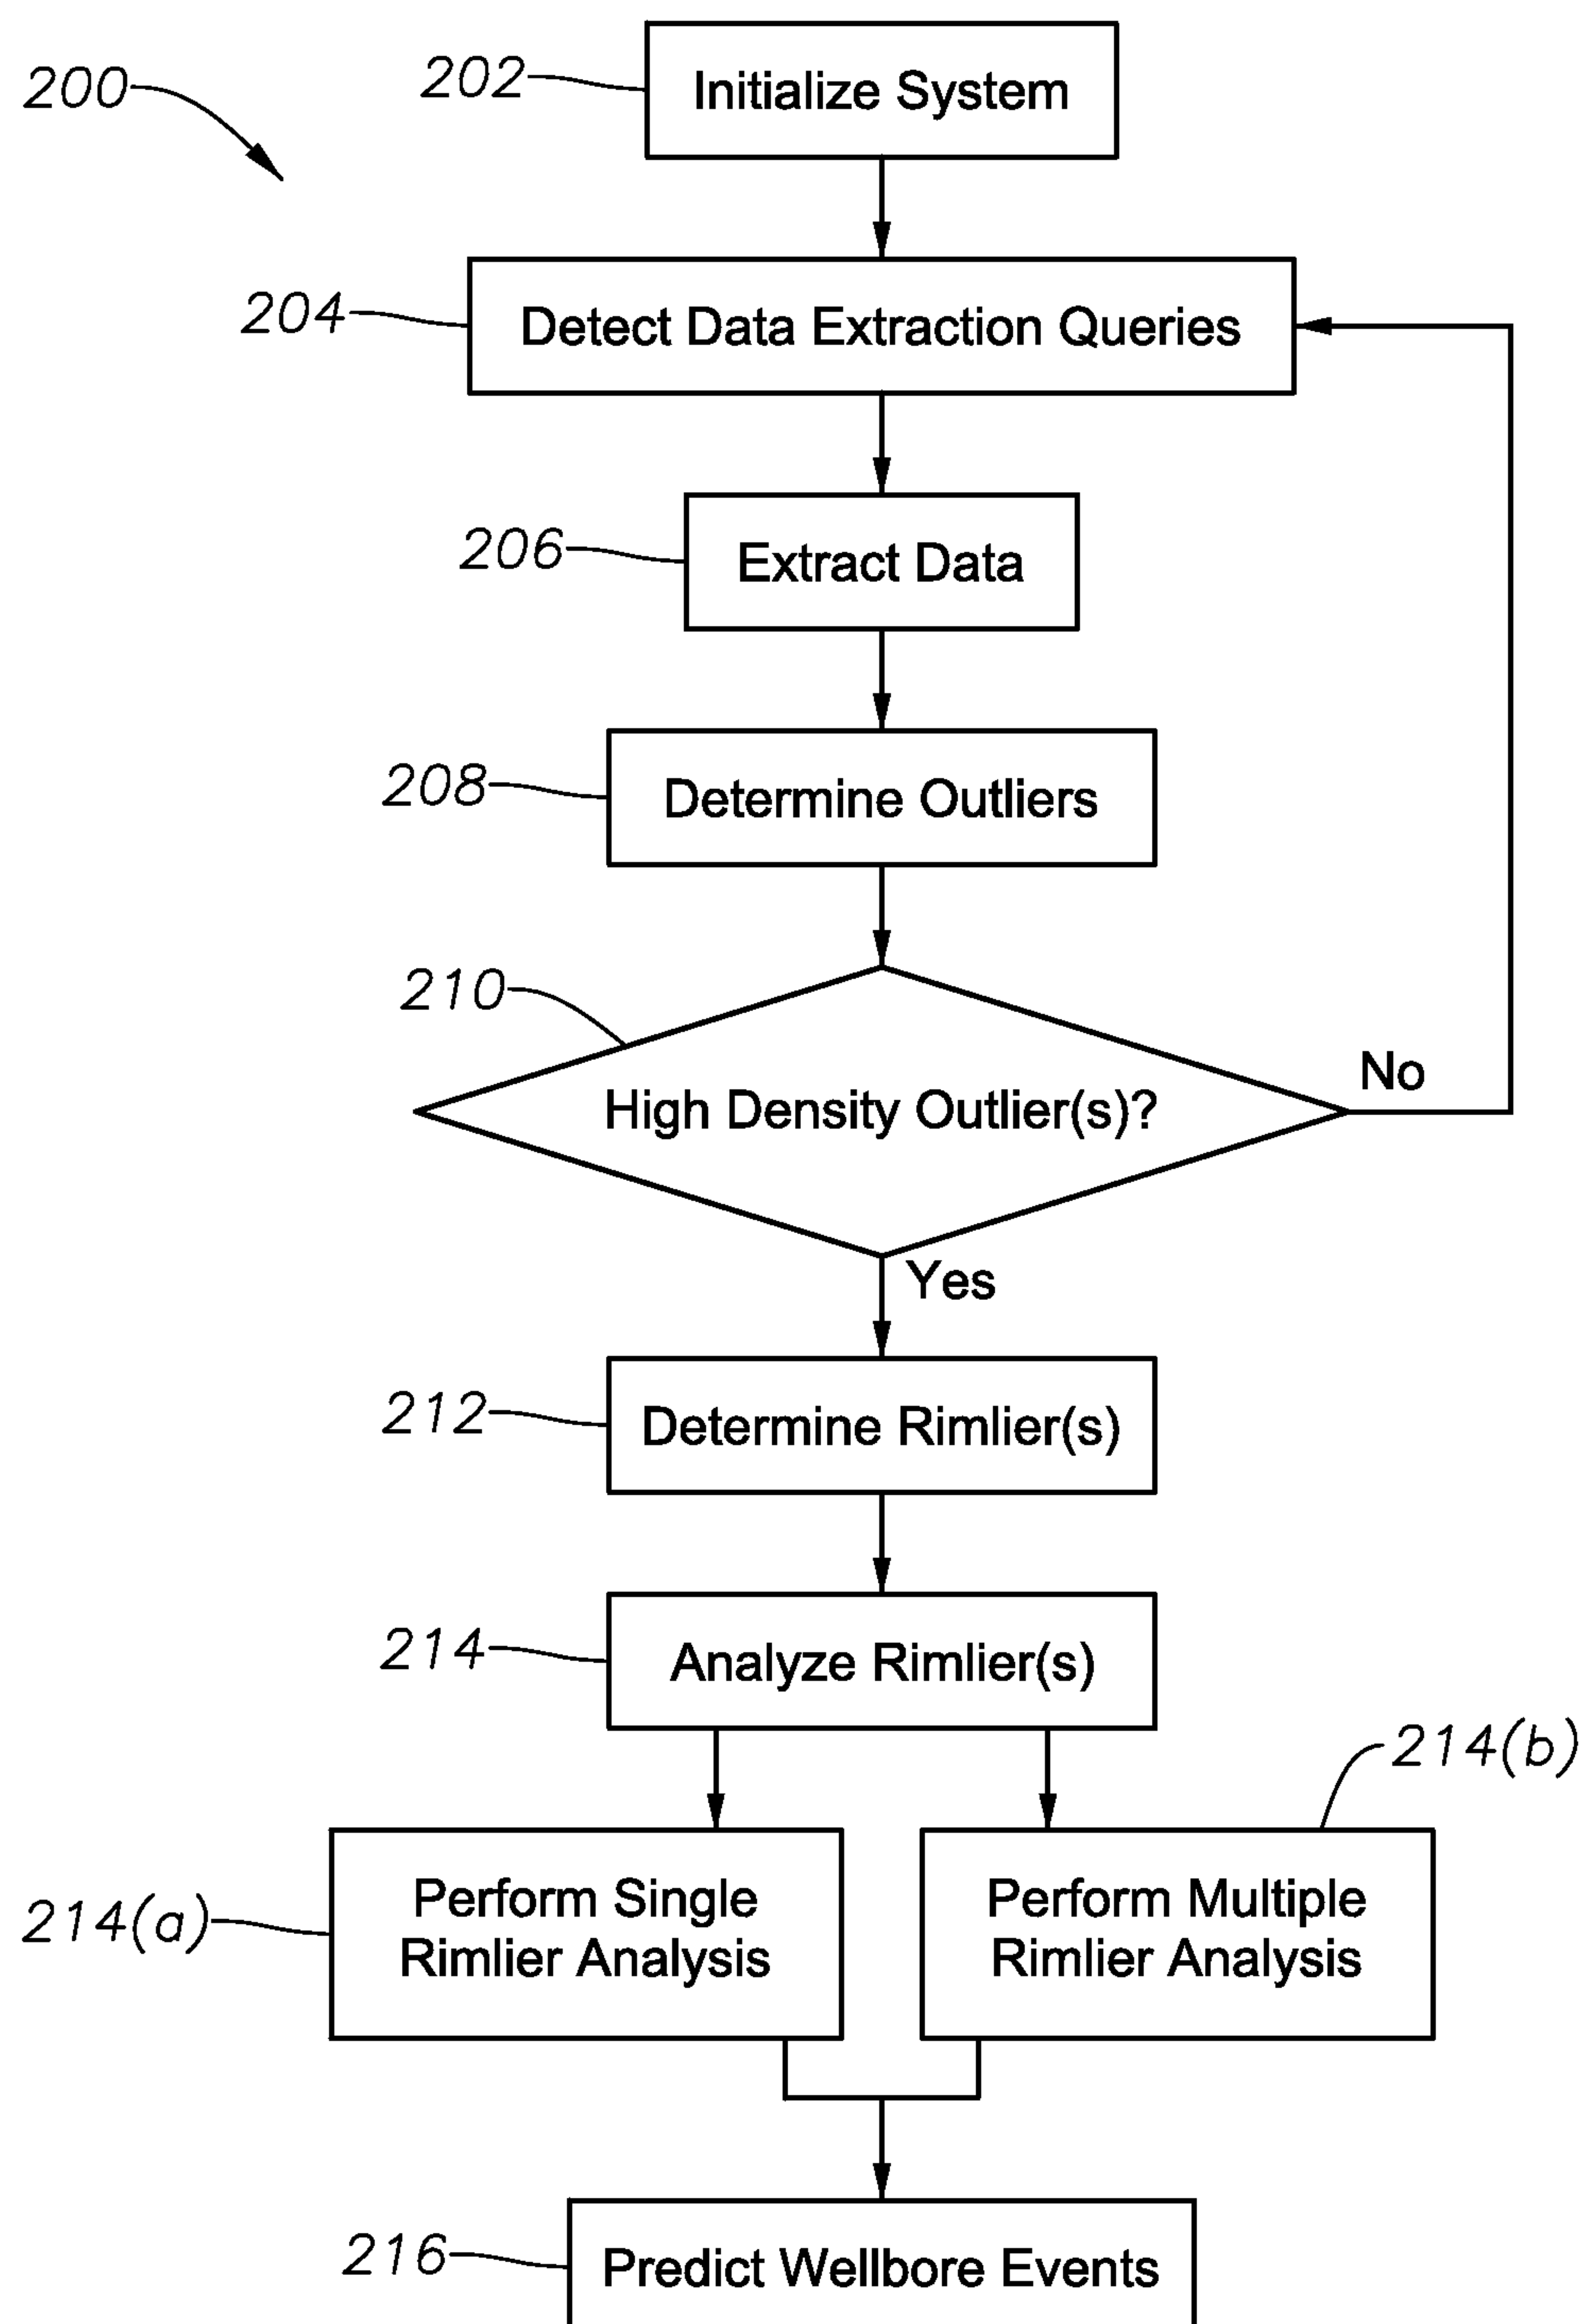 200
202
Initialize System
204
Detect Data Extraction Queries
206
Extract Data
208
Determine Outliers
210
High Density Outlier(s)?
No
Yes
212
Determine Rimlier(s)
214
Analyze Rimlier(s)
214(b)
214(a)
Perform Single
Rimlier Analysis
Perform Multiple
Rimlier Analysis
216
Predict Wellbore Events